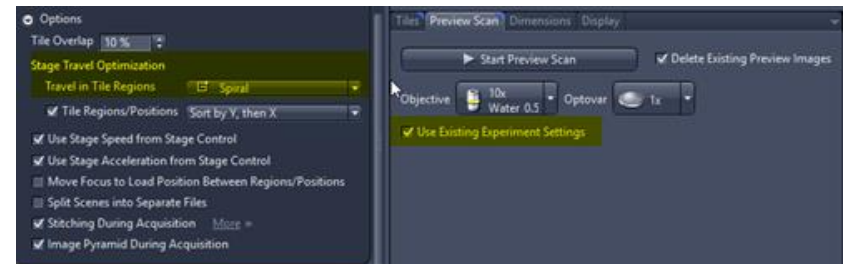 Options
Tile Overlap 10 %
Stage Travel Optimization
Travel in Tile Regions Spiral
Tile Regions/Positions Sort by Y, then X
Use Stage Speed from Stage Control
Use Stage Acceleration from Stage Control
Move Focus to Load Position Between Regions/Positions
Split Scenes into Separate Files
Stitching During Acquisition More
Image Pyramid During Acquisition
Tiles Preview Scan Dimensions Display
Start Preview Scan Delete Existing Preview Images
Objective 10x Water 0.5 Optovar 1x
Use Existing Experiment Settings